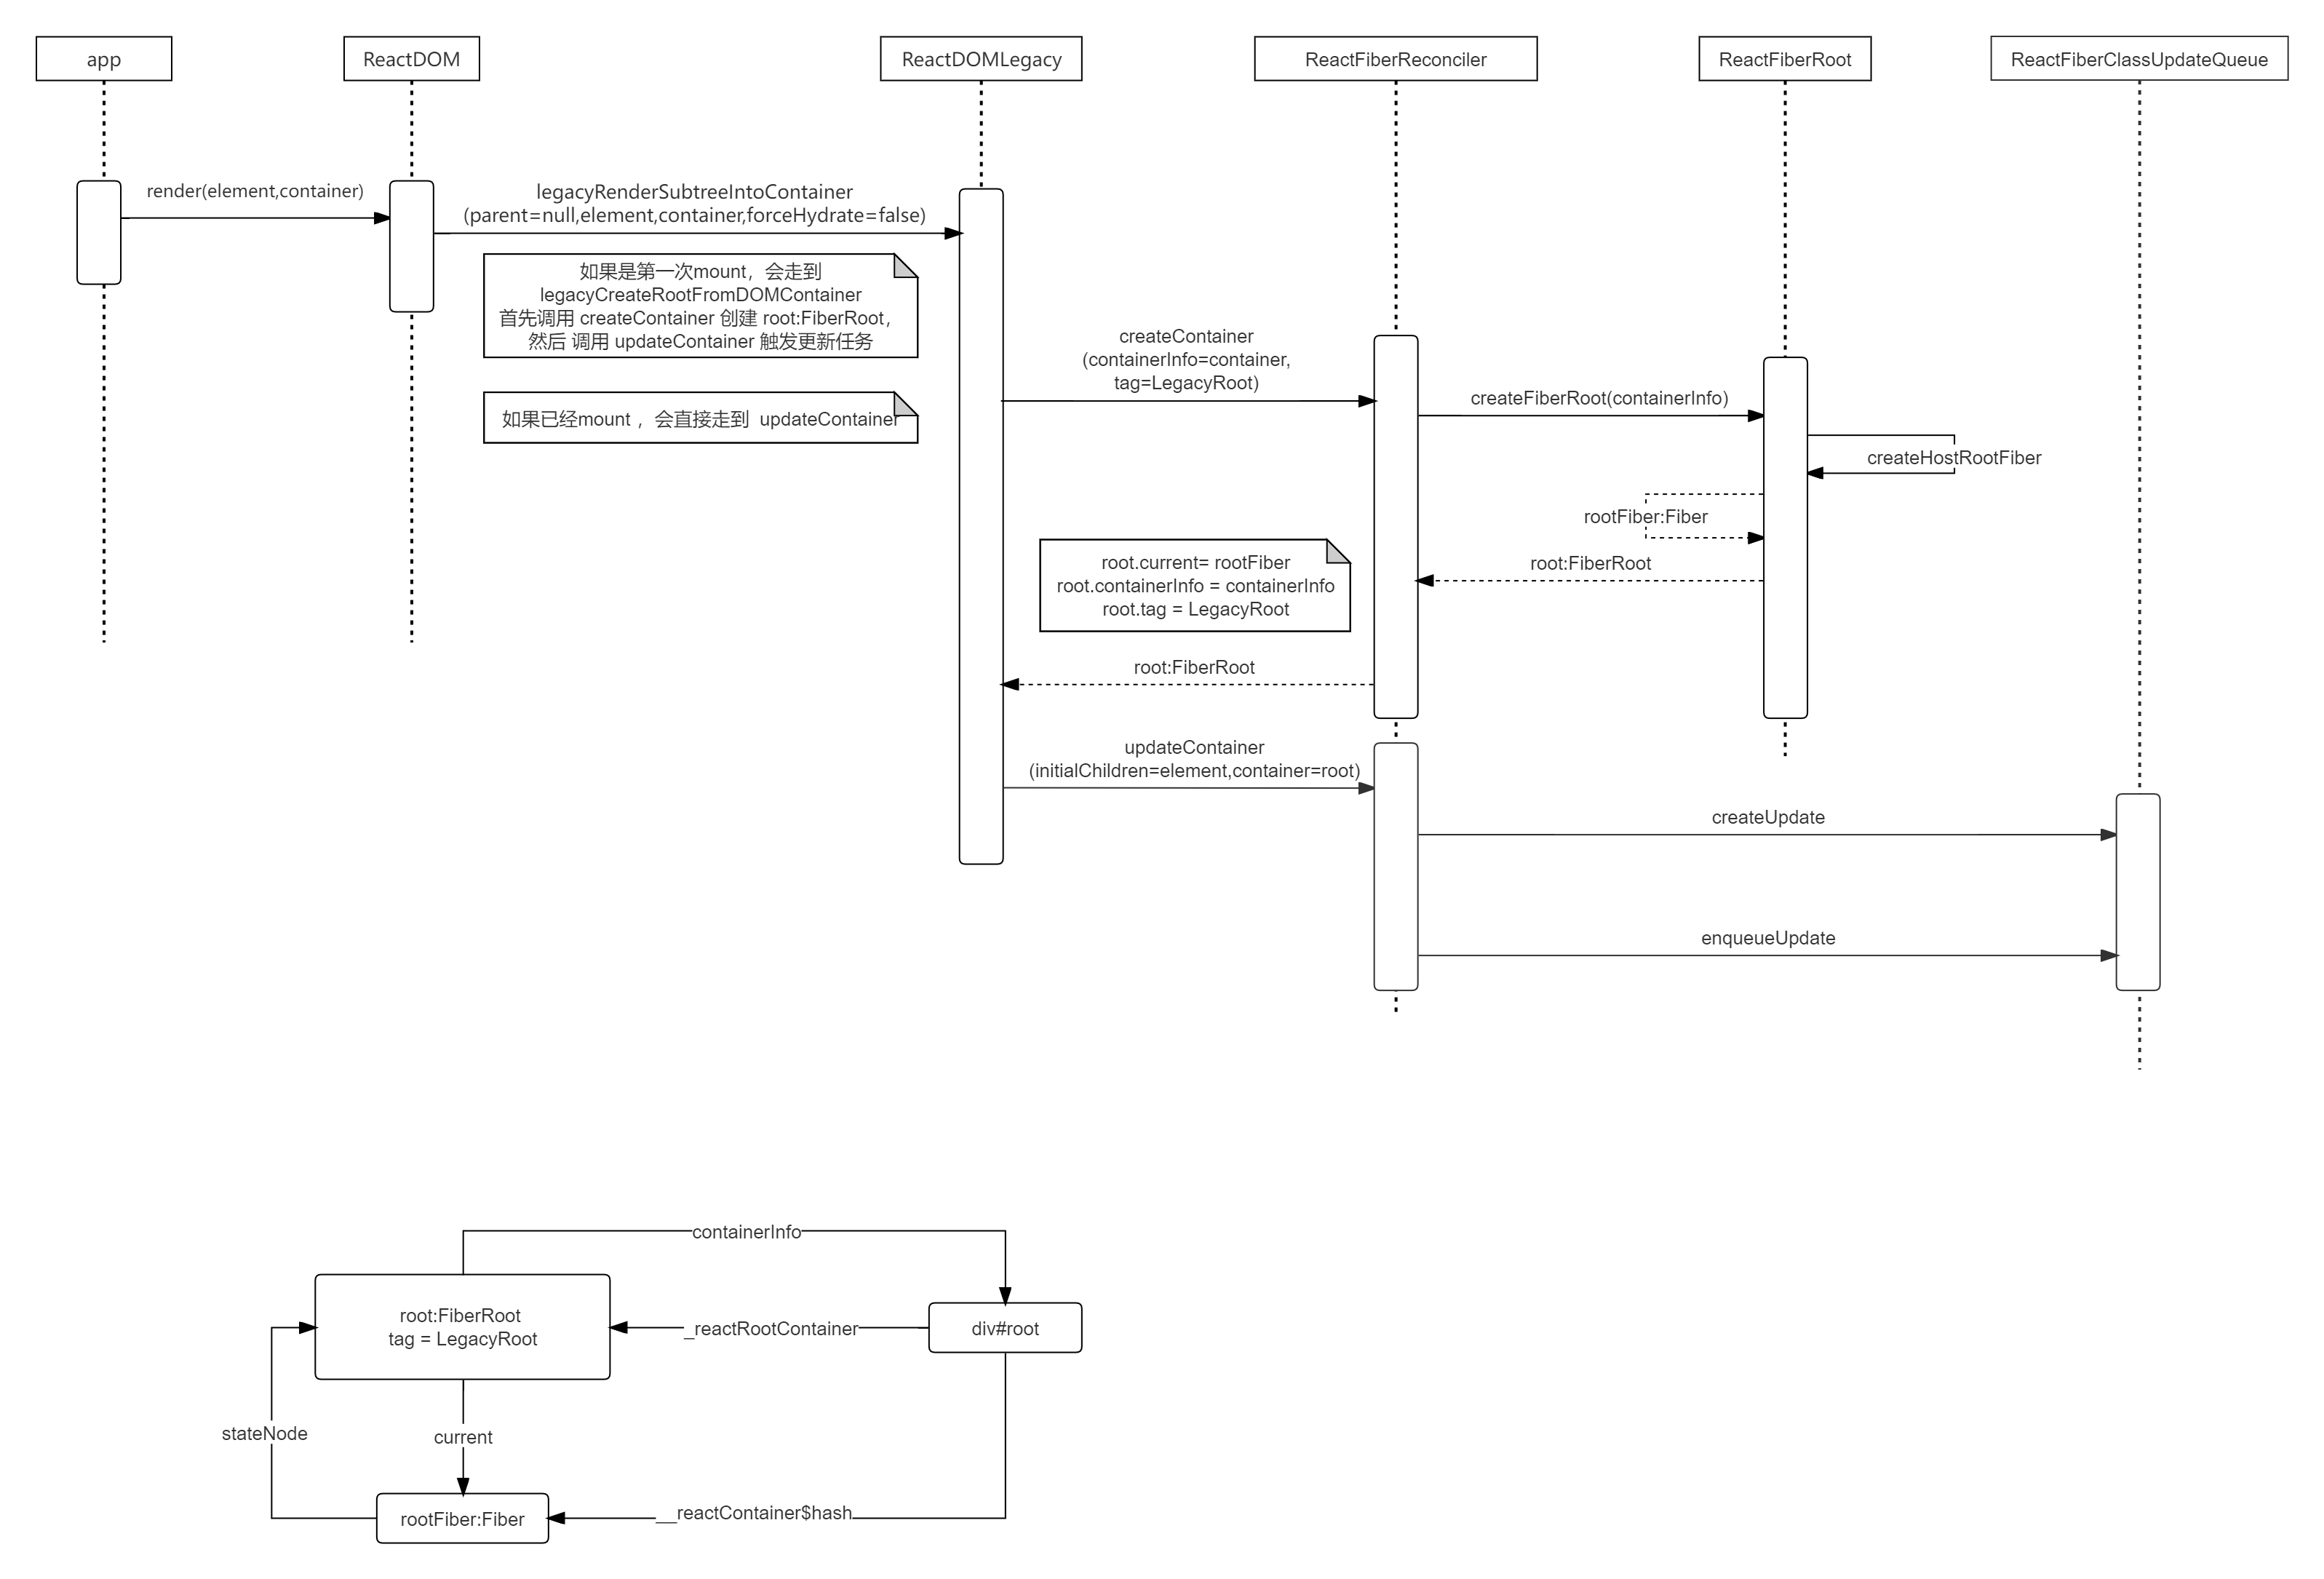 app
ReactDOM
ReactDOMLegacy
ReactFiberReconciler
ReactFiberRoot
ReactFiberClassUpdateQueue
render(element,container)
legacyRenderSubtreeIntoContainer
(parent=null,element,container,forceHydrate=false)
如果是第一次mount，会走到
legacyCreateRootFromDOMContainer
首先调用 createContainer 创建 root:FiberRoot，
然后 调用 updateContainer 触发更新任务
如果已经mount ，会直接走到 updateContainer
createContainer
(containerInfo=container,
tag=LegacyRoot)
createFiberRoot(containerInfo)
createHostRootFiber
rootFiber:Fiber
root:FiberRoot
root.current= rootFiber
root.containerInfo = containerInfo
root.tag = LegacyRoot
root:FiberRoot
updateContainer
(initialChildren=element,container=root)
createUpdate
enqueueUpdate
containerInfo
root:FiberRoot
tag = LegacyRoot
_reactRootContainer
div#root
stateNode
current
rootFiber:Fiber
__reactContainer$hash